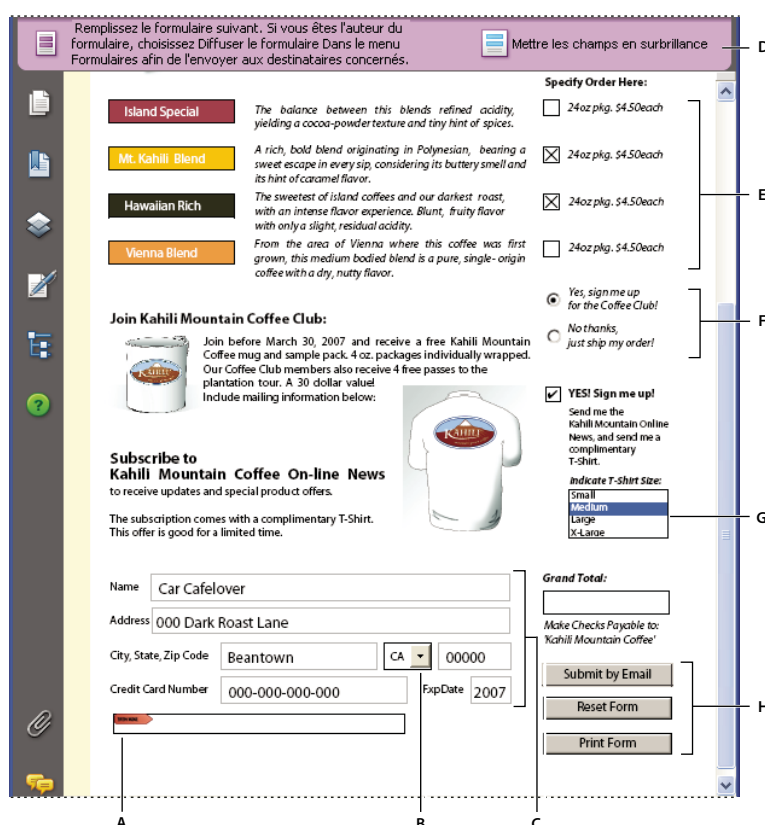 Remplissez le formulaire suivant. Si vous êtes l'auteur du
formulaire, choisissez Diffuser le formulaire Dans le menu
Formulaires afin de l'envoyer aux destinataires concernés.
Mettre les champs en surbrillance
D
Specify Order Here:
Island Special
The balance between this blends refined acidity,
yielding a cocoa-powder texture and tiny hint of spices.
24oz pkg. $4.50each
Mt. Kahili Blend
A rich, bold blend originating in Polynesian, bearing a
sweet escape in every sip, considering its buttery smell and
its hint of caramel flavor.
24oz pkg. $4.50each
E
Hawaiian Rich
The sweetest of island coffees and our darkest roast,
with an intense flavor experience. Blunt, fruity flavor
with only a slight, residual acidity.
24oz pkg. $4.50each
Vienna Blend
From the area of Vienna where this coffee was first
grown, this medium bodied blend is a pure, single- origin
coffee with a dry, nutty flavor.
24oz pkg. $4.50each
Yes, sign me up
for the Coffee Club!
F
No thanks,
just ship my order!
Join Kahili Mountain Coffee Club:
Join before March 30, 2007 and receive a free Kahili Mountain
Coffee mug and sample pack. 4 oz. packages individually wrapped.
Our Coffee Club members also receive 4 free passes to the
plantation tour. A 30 dollar value!
Include mailing information below:
KAHILI
YES! Sign me up!
Send me the
Kahili Mountain Online
News, and send me a
complimentary
T-Shirt.
Subscribe to
Kahili Mountain Coffee On-line News
to receive updates and special product offers.
The subscription comes with a complimentary T-Shirt.
This offer is good for a limited time.
Indicate T-Shirt Size:
Small
Medium
Large
X-Large
G
Name
Car Cafelover
Address
000 Dark Roast Lane
City, State, Zip Code
Beantown
CA
00000
Credit Card Number
000-000-000-000
ExpDate
2007
Grand Total:
Make Checks Payable to:
'Kahili Mountain Coffee'
Submit by Email
Reset Form
Print Form
H
A
B
C